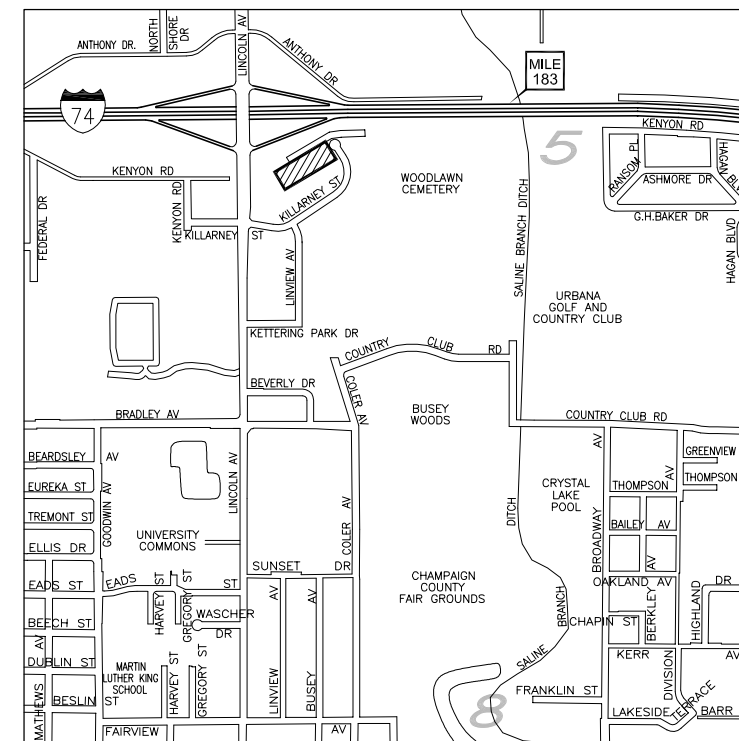 NORTH
SHORE
DR
LINCOLN AV
ANTHONY DR.
ANTHONY DR
MILE
183
74
5
KENYON RD
RANSOM PL
HAGAN BL
KENYON RD
WOODLAWN
CEMETERY
ASHMORE DR
KENYON RD
KILLARNEY ST
G.H.BAKER DR
FEDERAL DR
KILLARNEY ST
HAGAN BLVD
LINVIEW AV
SALINE BRANCH DITCH
URBANA
GOLF AND
COUNTRY CLUB
KETTERING PARK DR
COUNTRY CLUB RD
BEVERLY DR
COLER AV
BUSEY
WOODS
BRADLEY AV
COUNTRY CLUB RD
BEARDSLEY AV
AV
GREENVIEW
EUREKA ST
GOODWIN AV
LINCOLN AV
CRYSTAL
LAKE
POOL
THOMPSON AV
THOMPSON
TREMONT ST
COLER AV
DITCH
BROADWAY
BAILEY AV
UNIVERSITY
COMMONS
ELLIS DR
SUNSET DR
AV
EADS ST
EADS ST
CHAMPAIGN
COUNTY
FAIR GROUNDS
OAKLAND AV
DR
HARVEY ST
GREGORY ST
WASCHER
DR
AV
AV
BRANCH
BERKLEY
HIGHLAND
BEECH ST
CHAPIN ST
AV
DUBLIN ST
MARTIN
LUTHER KING
SCHOOL
HARVEY ST
GREGORY ST
LINVIEW
BUSEY
SALINE
KERR AV
DIVISION
BESLIN ST
FRANKLIN ST
MATHEWS
8
LAKESIDE TERRACE
BARR
FAIRVIEW AV